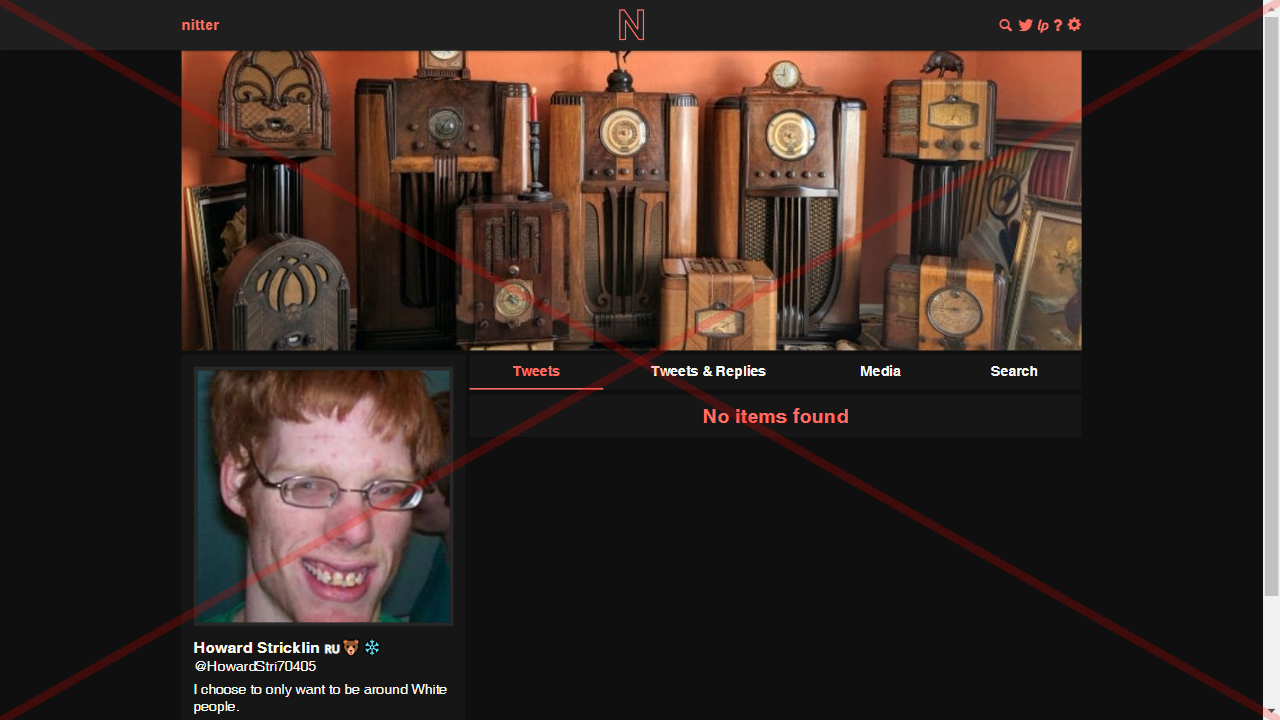 nitter
N
lp ?
Tweets Tweets & Replies Media Search
No items found
Howard Stricklin RU 🐻 ❄
@HowardStri70405
I choose to only want to be around White
people.